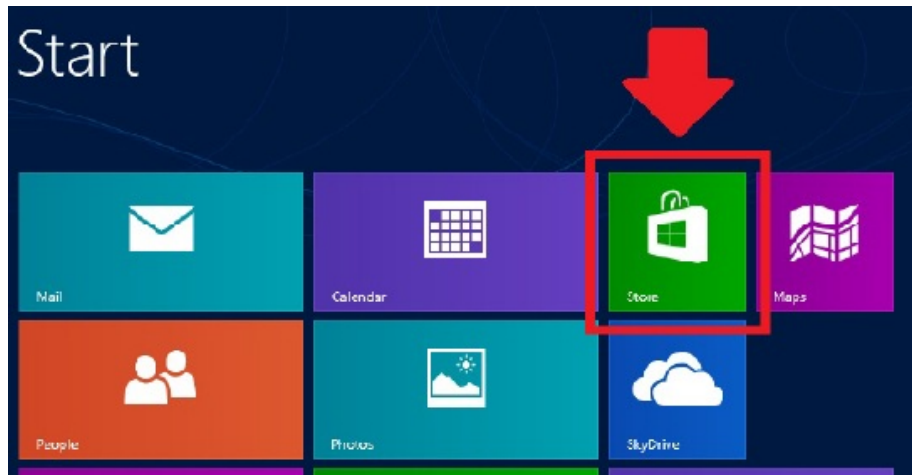 Start
Mail
Calendar
Store
Maps
People
Photos
SkyDrive